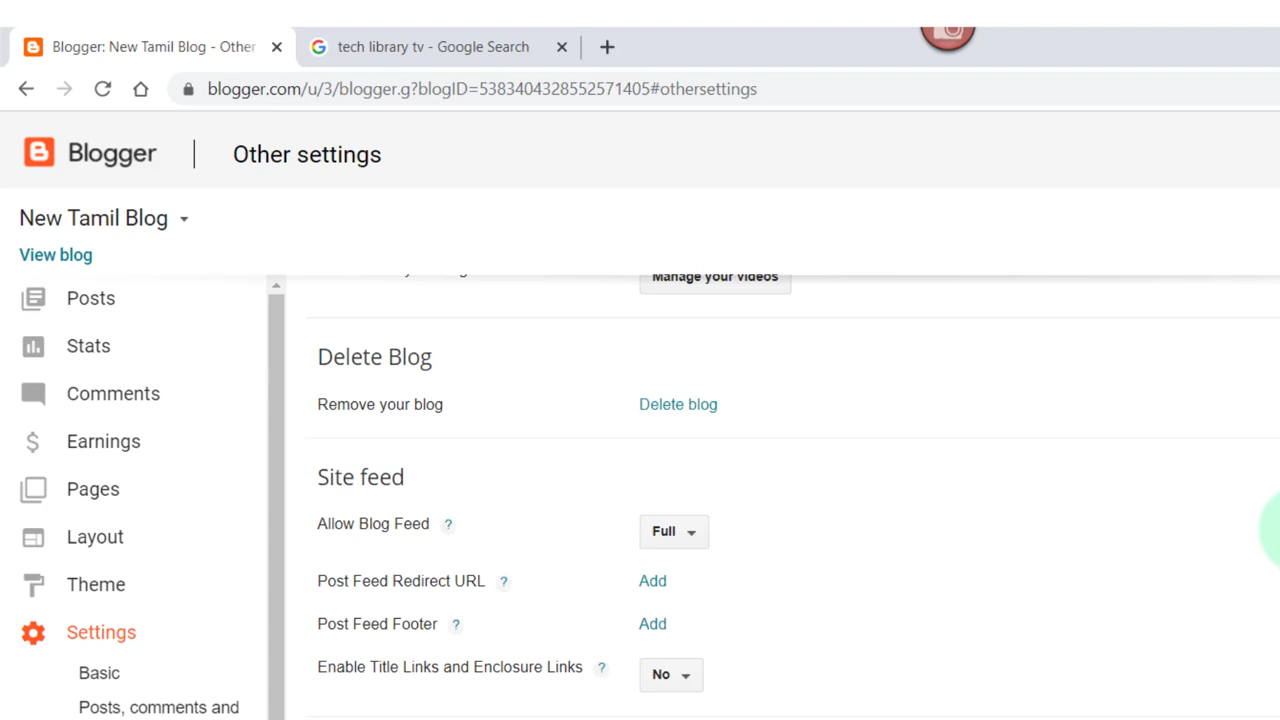 Blogger: New Tamil Blog - Other
tech library tv - Google Search
blogger.com/u/3/blogger.g?blogID=5383404328552571405#othersettings
Blogger
Other settings
New Tamil Blog
View blog
Manage your videos
Posts
Stats
Comments
Earnings
Pages
Layout
Theme
Settings
Basic
Posts, comments and
Delete Blog
Remove your blog
Delete blog
Site feed
Allow Blog Feed ?
Full
Post Feed Redirect URL ?
Add
Post Feed Footer ?
Add
Enable Title Links and Enclosure Links ?
No